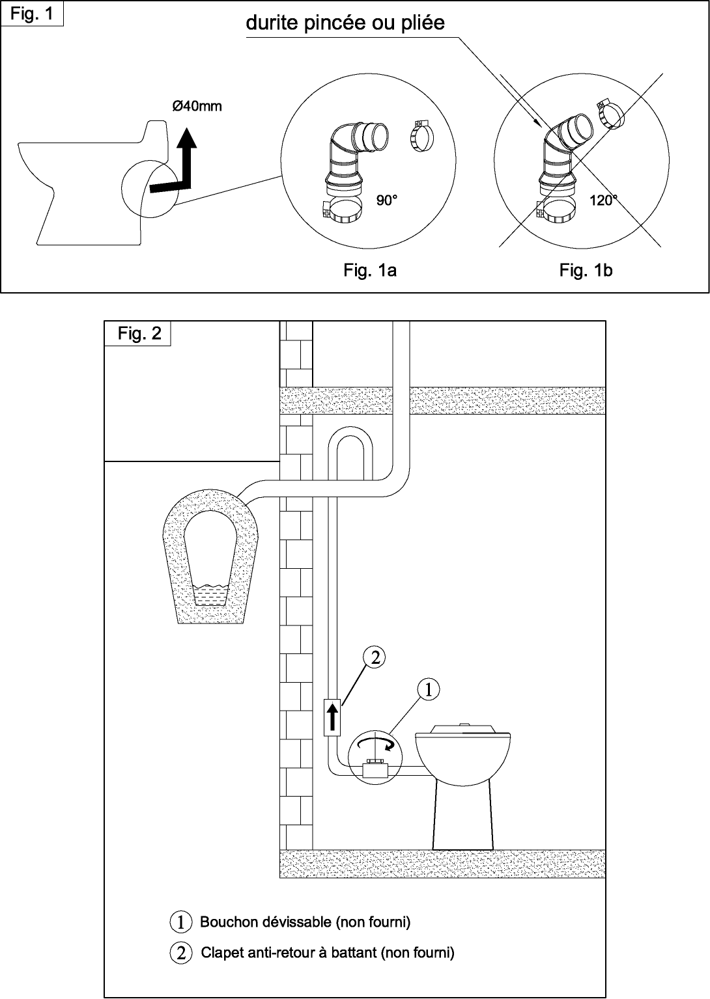 Fig. 1
durite pincée ou pliée
Ø40mm
90°
120°
Fig. 1a
Fig. 1b
Fig. 2
2
1
1 Bouchon dévissable (non fourni)
2 Clapet anti-retour à battant (non fourni)